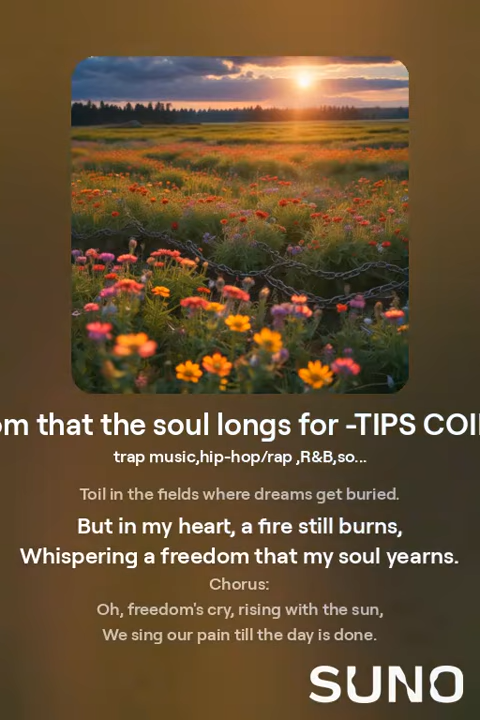 om that the soul longs for -TIPS COI
trap music,hip-hop/rap ,R&B,so...
Toil in the fields where dreams get buried.
But in my heart, a fire still burns,
Whispering a freedom that my soul yearns.
Chorus:
Oh, freedom's cry, rising with the sun,
We sing our pain till the day is done.
SUNO